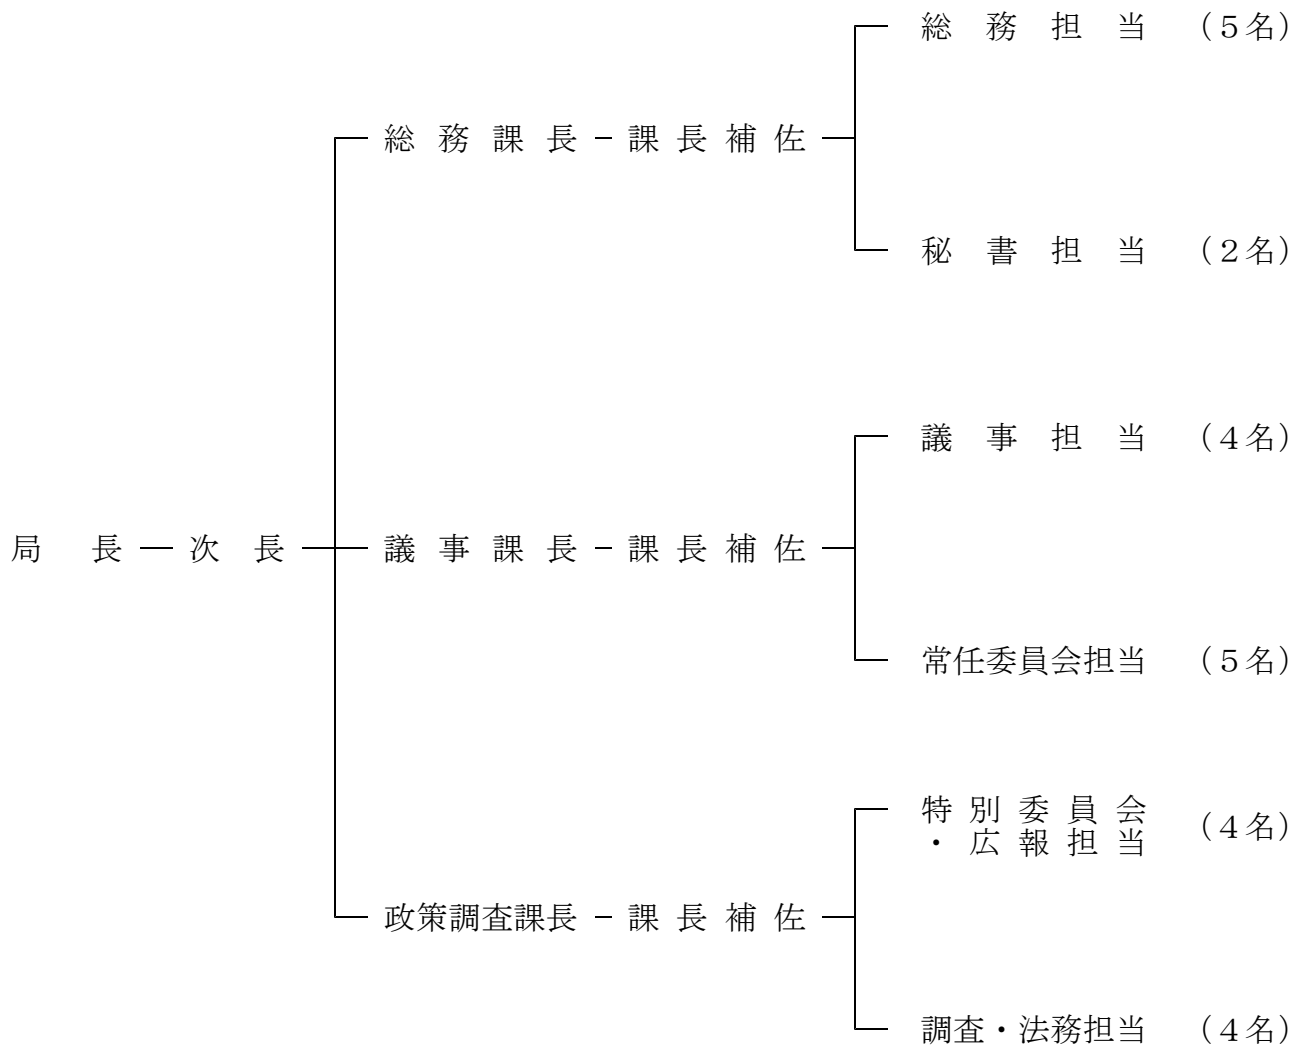 総務担当 （５名）
総務課長 課長補佐
秘書担当 （２名）
議事担当 （４名）
局長 次長 議事課長 課長補佐
常任委員会担当 （５名）
特別委員会
・広報担当 （４名）
政策調査課長 課長補佐
調査・法務担当 （４名）